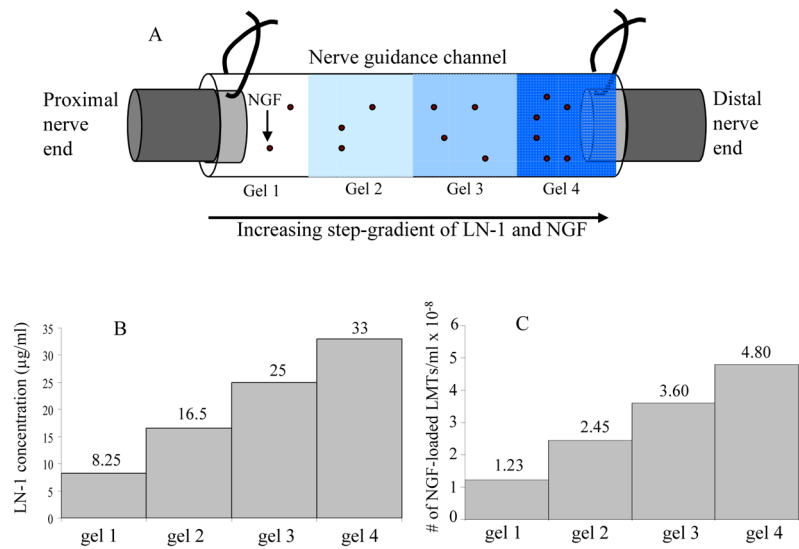 A
Nerve guidance channel
Proximal
nerve
end
NGF
Distal
nerve
end
Gel 1
Gel 2
Gel 3
Gel 4
Increasing step-gradient of LN-1 and NGF
B
LN-1 concentration (µg/ml)
35
30
25
20
15
10
5
0
8.25
16.5
25
33
gel 1
gel 2
gel 3
gel 4
C
# of NGF-loaded LMTs/ml x 10-8
6
5
4
3
2
1
0
1.23
2.45
3.60
4.80
gel 1
gel 2
gel 3
gel 4